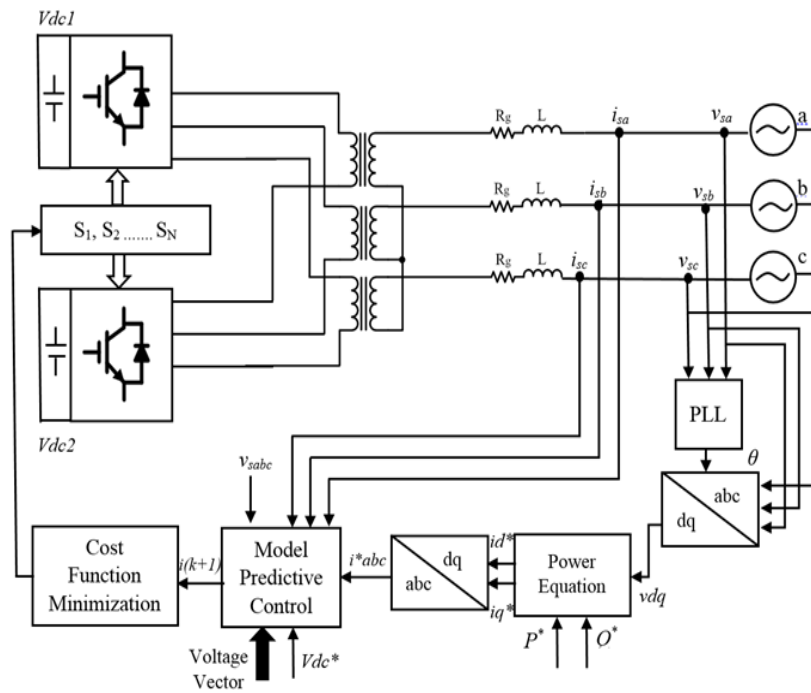 Vdc1
S1, S2 ....... SN
Vdc2
Rg L isa vsa a
Rg L isb vsb b
Rg L isc vsc c
PLL
θ
abc
dq
vsabc
Cost
Function
Minimization
i(k+1)
Model
Predictive
Control
i*abc
dq
abc
id*
iq*
Power
Equation
vdq
Voltage
Vector
Vdc*
P*
Q*